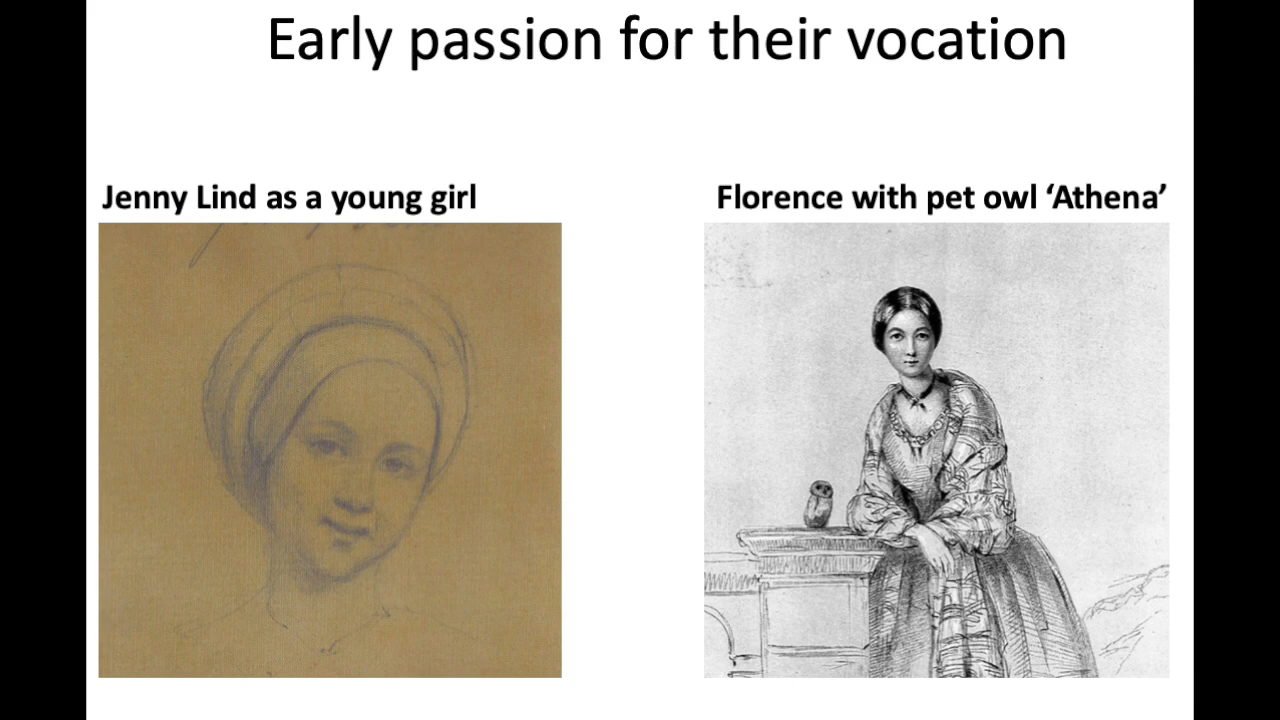 Early passion for their vocation
Jenny Lind as a young girl
Florence with pet owl ‘Athena’